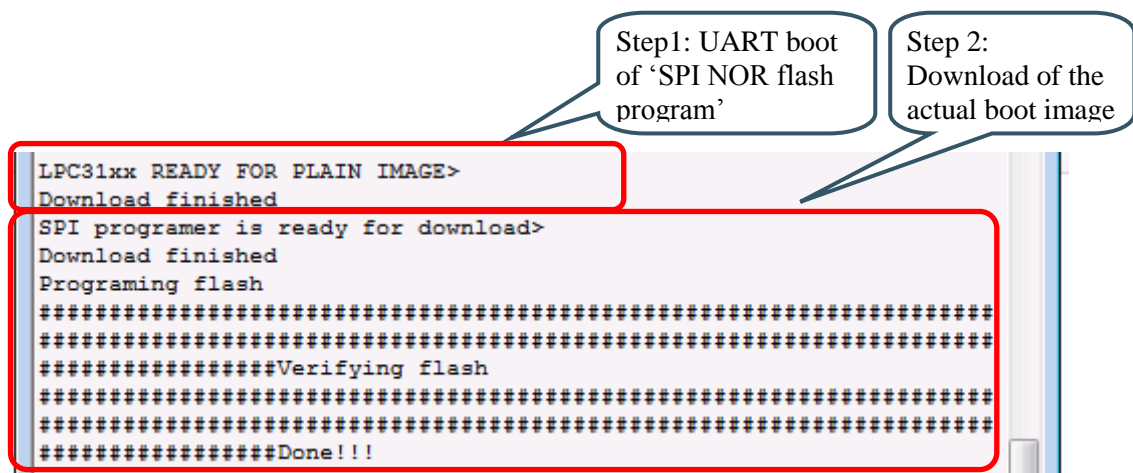 Step1: UART boot
of ‘SPI NOR flash
program’
Step 2:
Download of the
actual boot image
LPC31xx READY FOR PLAIN IMAGE>
Download finished
SPI programer is ready for download>
Download finished
Programing flash
####################################################################
####################################################################
#################Verifying flash
####################################################################
####################################################################
#################Done!!!